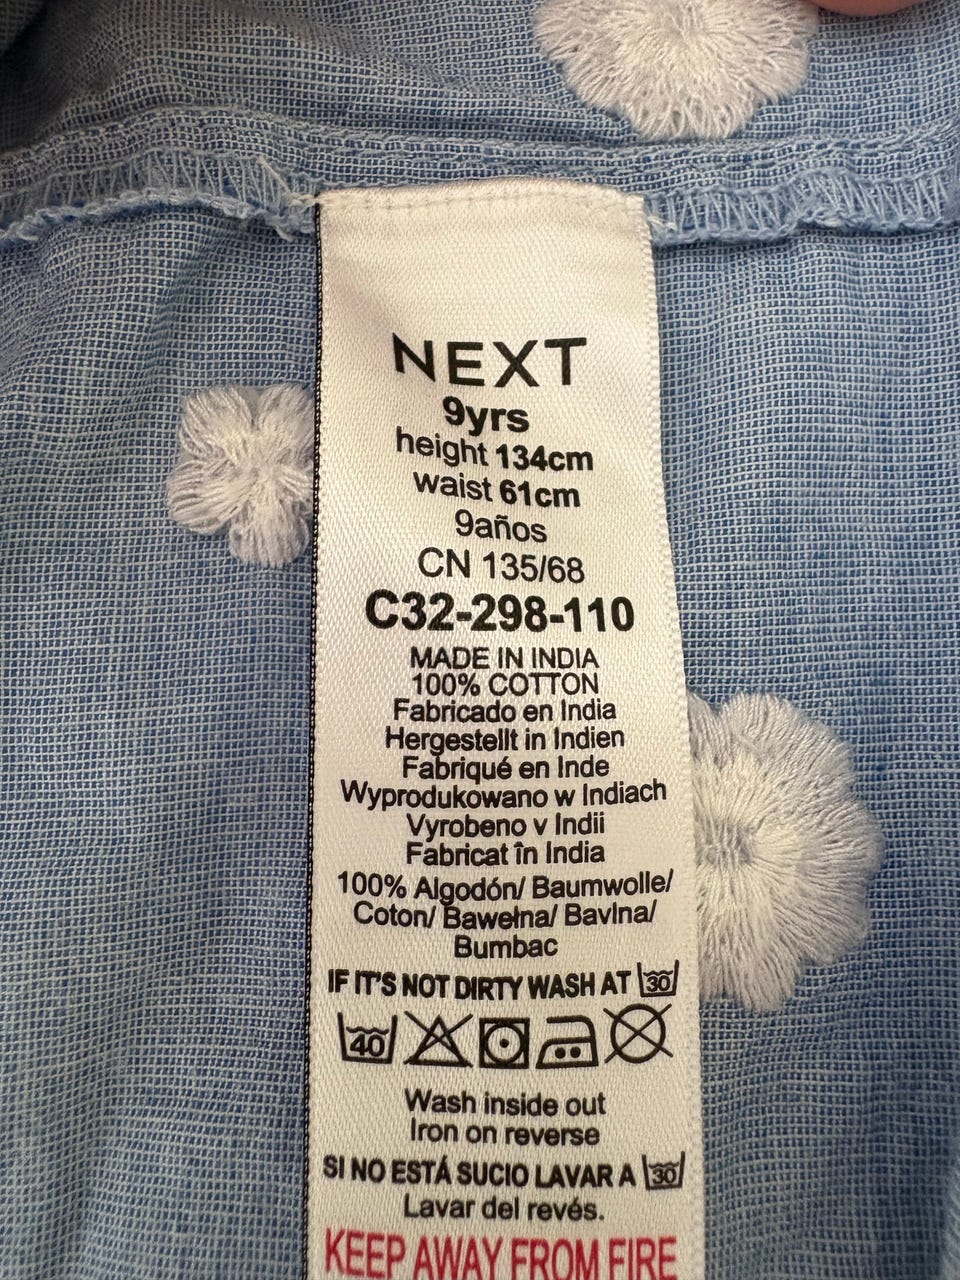 NEXT
9yrs
height 134cm
waist 61cm
9años
CN 135/68
C32-298-110
MADE IN INDIA
100% COTTON
Fabricado en India
Hergestellt in Indien
Fabriqué en Inde
Wyprodukowano w Indiach
Vyrobeno v Indii
Fabricat în India
100% Algodón/ Baumwolle/
Coton/ Bawełna/ Bavlna/
Bumbac
IF IT'S NOT DIRTY WASH AT 30
40
Wash inside out
Iron on reverse
SI NO ESTÁ SUCIO LAVAR A 30
Lavar del revés.
KEEP AWAY FROM FIRE